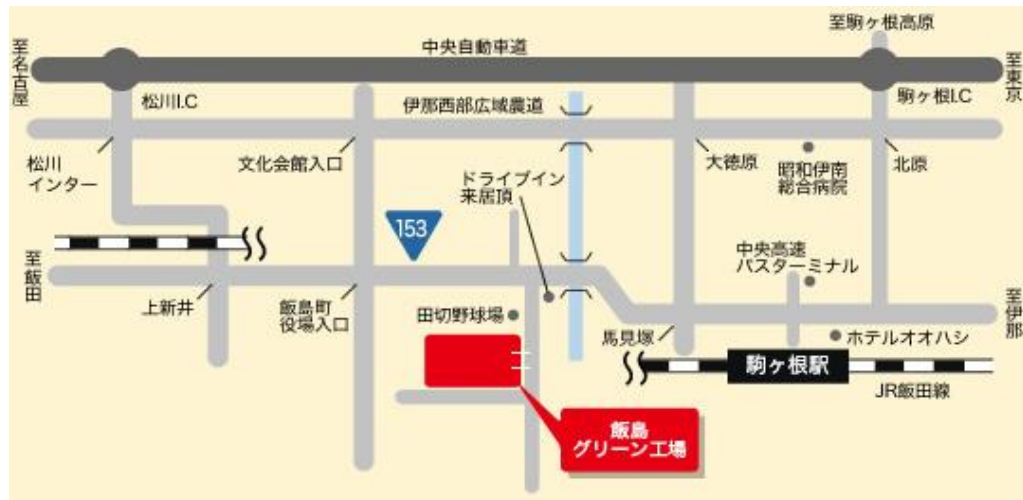 至駒ヶ根高原
中央自動車道
至名古屋
至東京
松川I.C
伊那西部広域農道
駒ヶ根I.C
松川
インター
文化会館入口
大徳原
昭和伊南
総合病院
北原
ドライブイン
来居頂
153
中央高速
バスターミナル
至飯田
至伊那
上新井
飯島町
役場入口
田切野球場
馬見塚
ホテルオオハシ
駒ヶ根駅
JR飯田線
飯島
グリーン工場